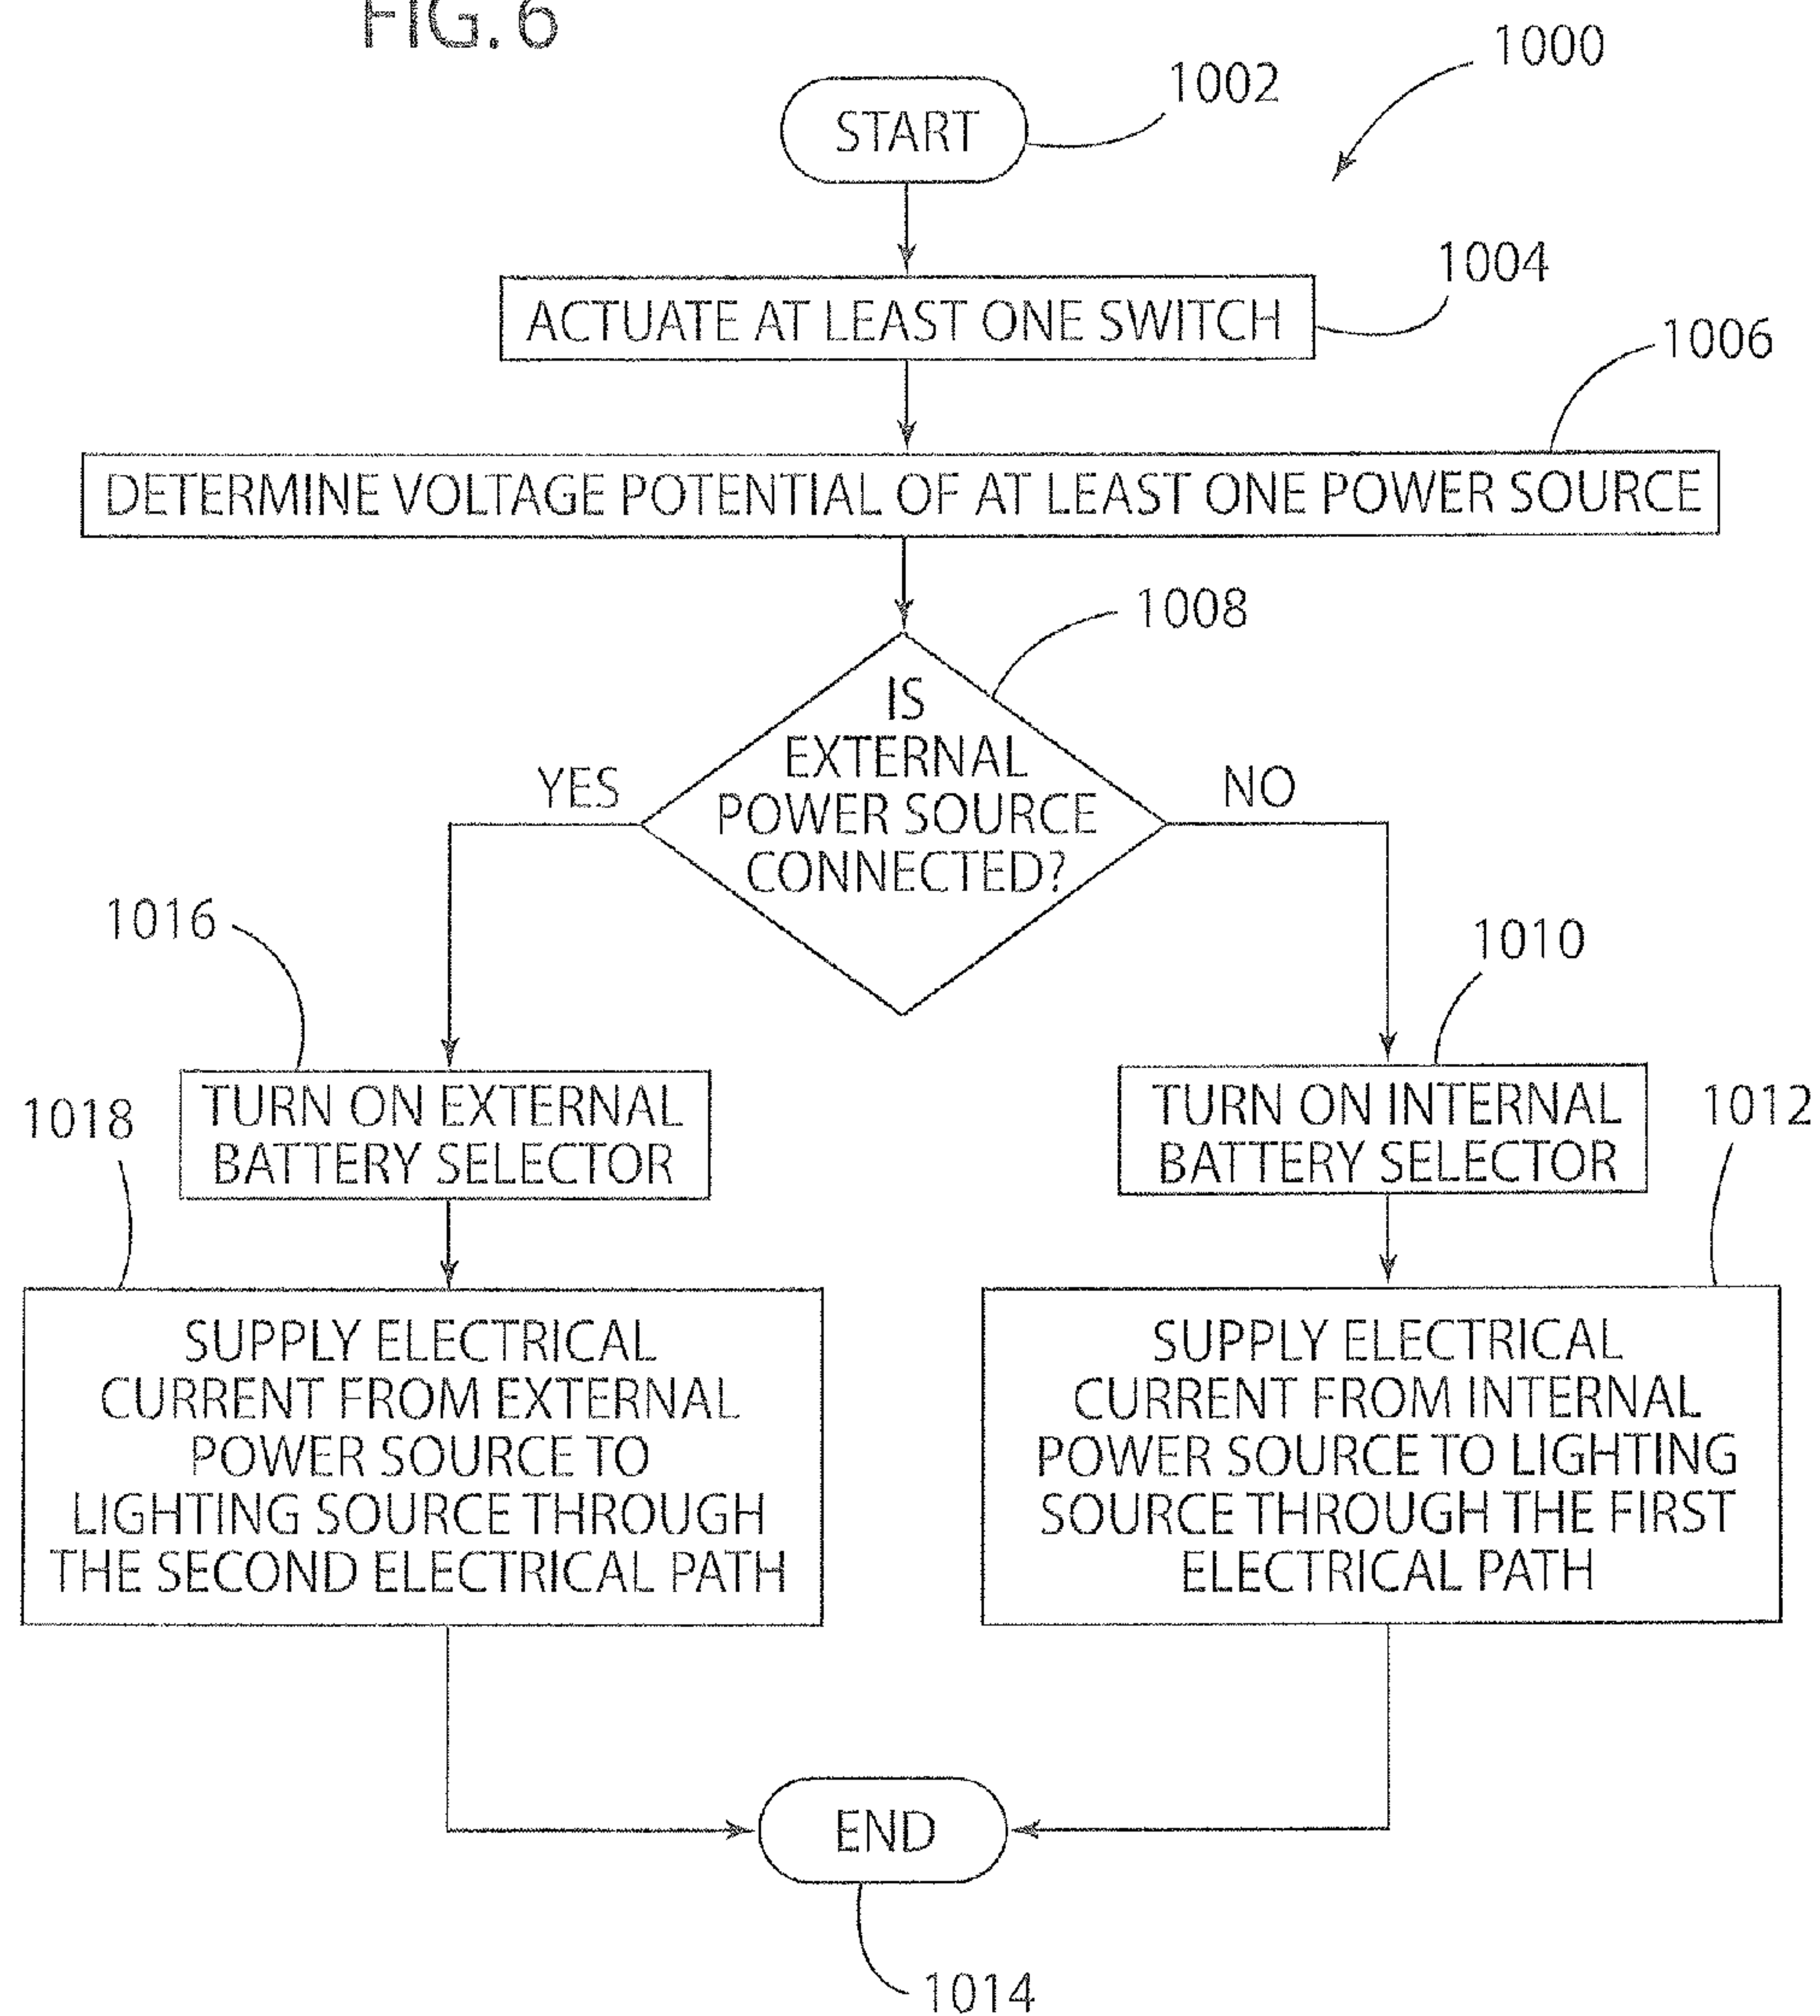 FIG. 6
1000
1002
START
1004
ACTUATE AT LEAST ONE SWITCH
1006
DETERMINE VOLTAGE POTENTIAL OF AT LEAST ONE POWER SOURCE
1008
IS
EXTERNAL
POWER SOURCE
CONNECTED?
YES
NO
1016
1010
TURN ON EXTERNAL
BATTERY SELECTOR
TURN ON INTERNAL
BATTERY SELECTOR
1018
1012
SUPPLY ELECTRICAL
CURRENT FROM EXTERNAL
POWER SOURCE TO
LIGHTING SOURCE THROUGH
THE SECOND ELECTRICAL PATH
SUPPLY ELECTRICAL
CURRENT FROM INTERNAL
POWER SOURCE TO LIGHTING
SOURCE THROUGH THE FIRST
ELECTRICAL PATH
END
1014